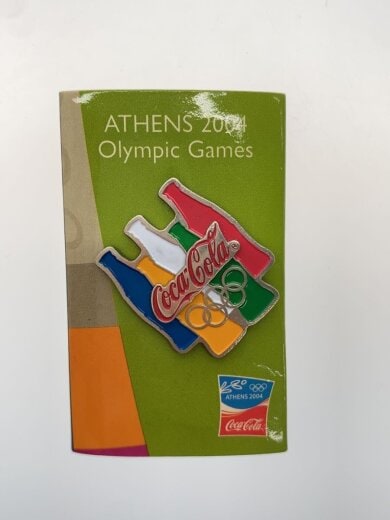 ATHENS 2004
Olympic Games
Coca-Cola
ATHENS 2004
Coca-Cola